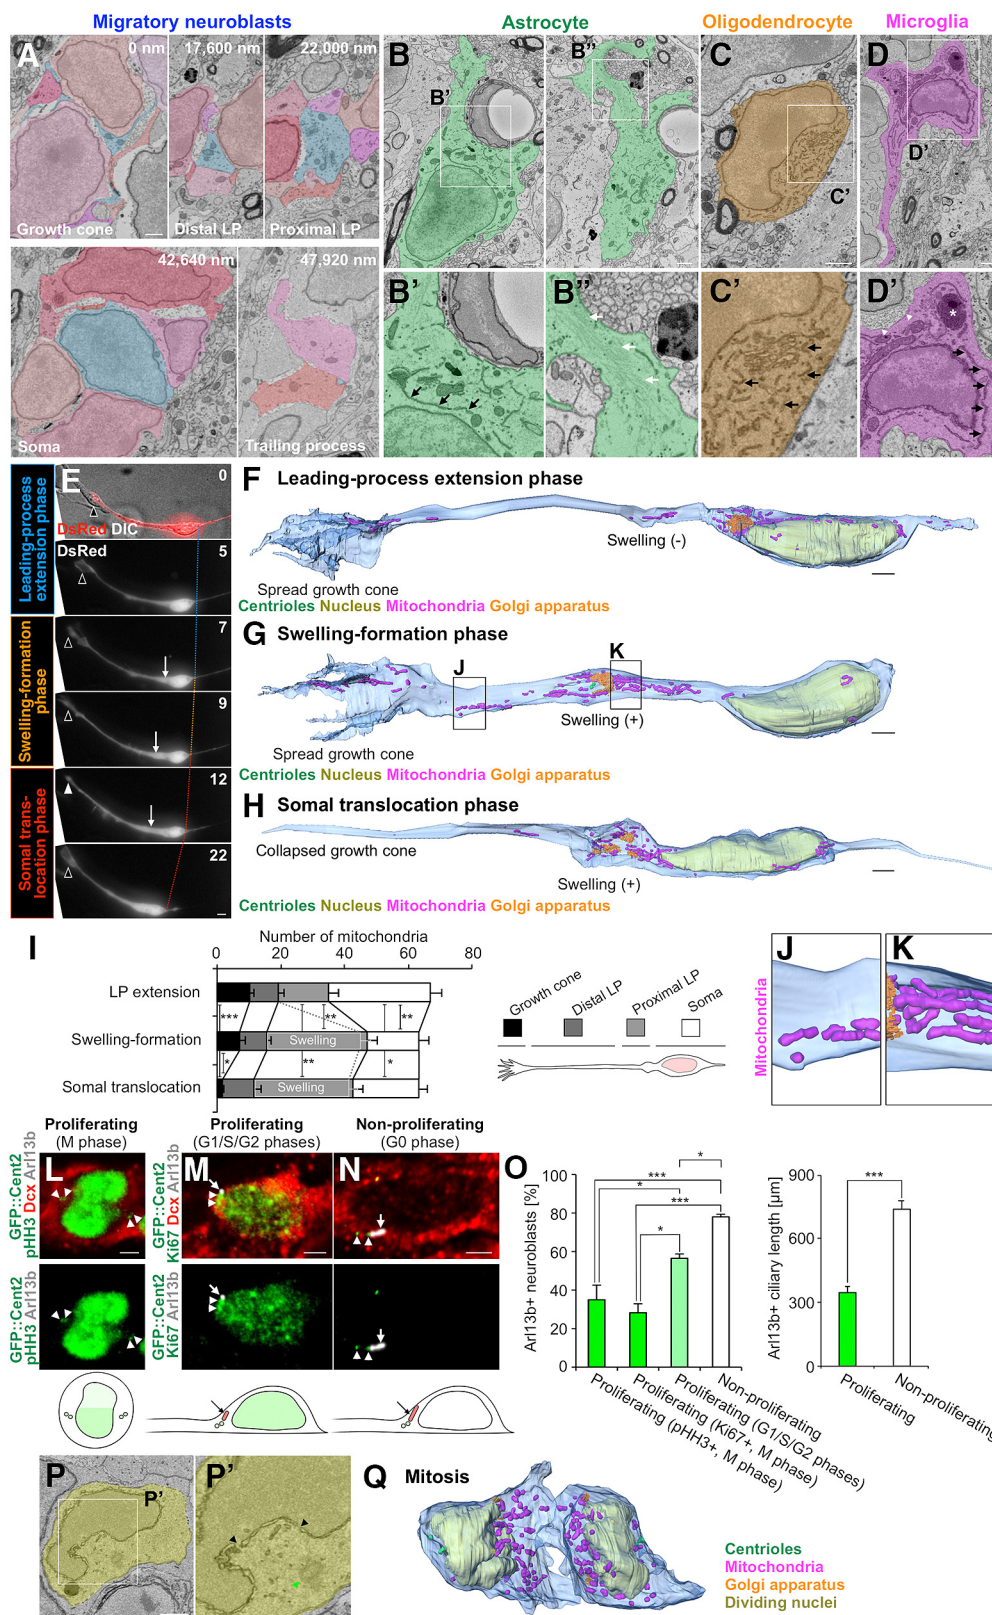 Migratory neuroblasts
Astrocyte
Oligodendrocyte
Microglia
A
0 nm
17,600 nm
22,000 nm
Growth cone
Distal LP
Proximal LP
42,640 nm
47,920 nm
Soma
Trailing process
B
B'
B''
C
C'
D
D'
B'
B''
C'
D'
*
Leading-process
extension phase
Swelling-formation
phase
Somal trans-
location phase
E
0
DsRed DIC
DsRed
5
7
9
12
22
F Leading-process extension phase
Swelling (-)
Spread growth cone
Centrioles Nucleus Mitochondria Golgi apparatus
G Swelling-formation phase
J
K
Swelling (+)
Spread growth cone
Centrioles Nucleus Mitochondria Golgi apparatus
H Somal translocation phase
Collapsed growth cone
Swelling (+)
Centrioles Nucleus Mitochondria Golgi apparatus
I
Number of mitochondria
0 20 40 60 80
LP extension
*** ** **
Swelling-formation
Swelling
* ** *
Somal translocation
Swelling
Growth cone
Distal LP
Proximal LP
Soma
Mitochondria
J
K
Proliferating
(M phase)
Proliferating
(G1/S/G2 phases)
Non-proliferating
(G0 phase)
L
GFP::Cent2
pHH3 Dcx Arl13b
M
GFP::Cent2
Ki67 Dcx Arl13b
N
GFP::Cent2
pHH3 Arl13b
GFP::Cent2
Ki67 Arl13b
O
Arl13b+ neuroblasts [%]
100
80
60
40
20
0
*
***
*
***
*
Proliferating (pHH3+, M phase)
Proliferating (Ki67+, M phase)
Proliferating (G1/S/G2 phases)
Non-proliferating
Arl13b+ ciliary length [µm]
900
600
300
0
***
Proliferating
Non-proliferating
P
P'
P'
Q Mitosis
Centrioles
Mitochondria
Golgi apparatus
Dividing nuclei